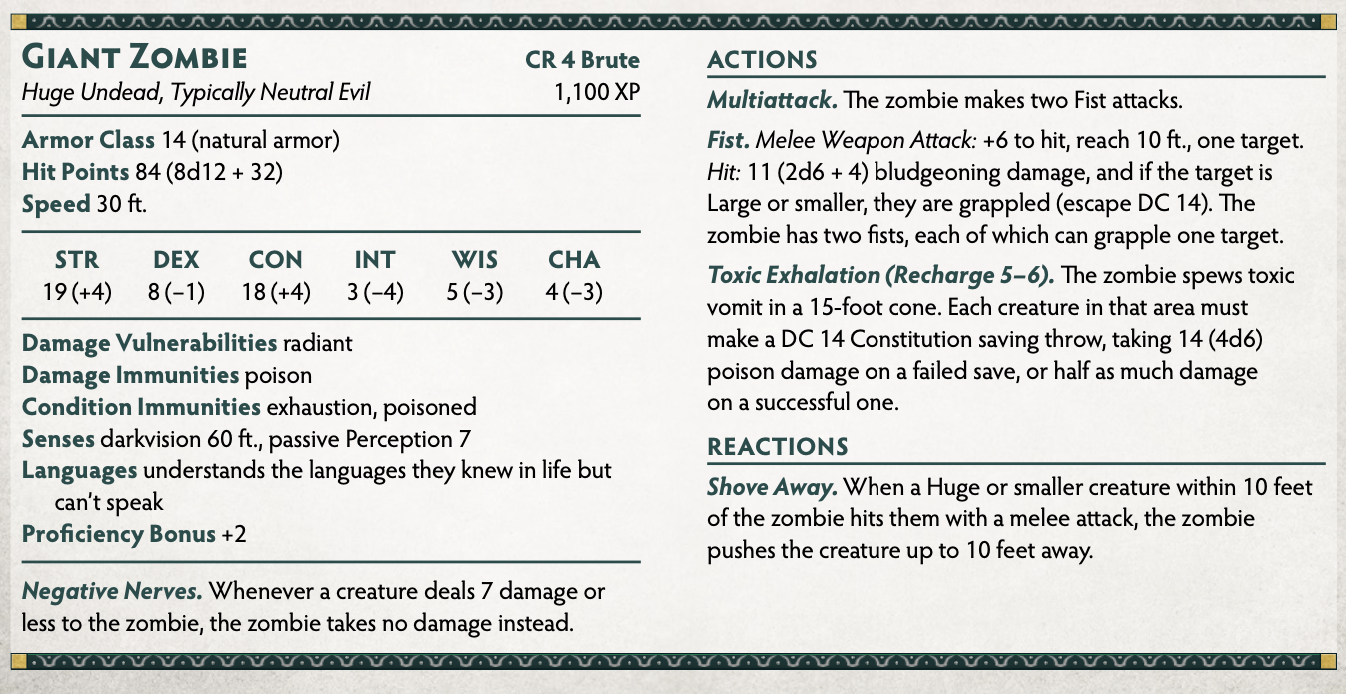 GIANT ZOMBIE
CR 4 Brute
Huge Undead, Typically Neutral Evil
1,100 XP
Armor Class 14 (natural armor)
Hit Points 84 (8d12 + 32)
Speed 30 ft.
STR DEX CON INT WIS CHA
19 (+4) 8 (–1) 18 (+4) 3 (–4) 5 (–3) 4 (–3)
Damage Vulnerabilities radiant
Damage Immunities poison
Condition Immunities exhaustion, poisoned
Senses darkvision 60 ft., passive Perception 7
Languages understands the languages they knew in life but
can't speak
Proficiency Bonus +2
Negative Nerves. Whenever a creature deals 7 damage or
less to the zombie, the zombie takes no damage instead.
ACTIONS
Multiattack. The zombie makes two Fist attacks.
Fist. Melee Weapon Attack: +6 to hit, reach 10 ft., one target.
Hit: 11 (2d6 + 4) bludgeoning damage, and if the target is
Large or smaller, they are grappled (escape DC 14). The
zombie has two fists, each of which can grapple one target.
Toxic Exhalation (Recharge 5–6). The zombie spews toxic
vomit in a 15-foot cone. Each creature in that area must
make a DC 14 Constitution saving throw, taking 14 (4d6)
poison damage on a failed save, or half as much damage
on a successful one.
REACTIONS
Shove Away. When a Huge or smaller creature within 10 feet
of the zombie hits them with a melee attack, the zombie
pushes the creature up to 10 feet away.